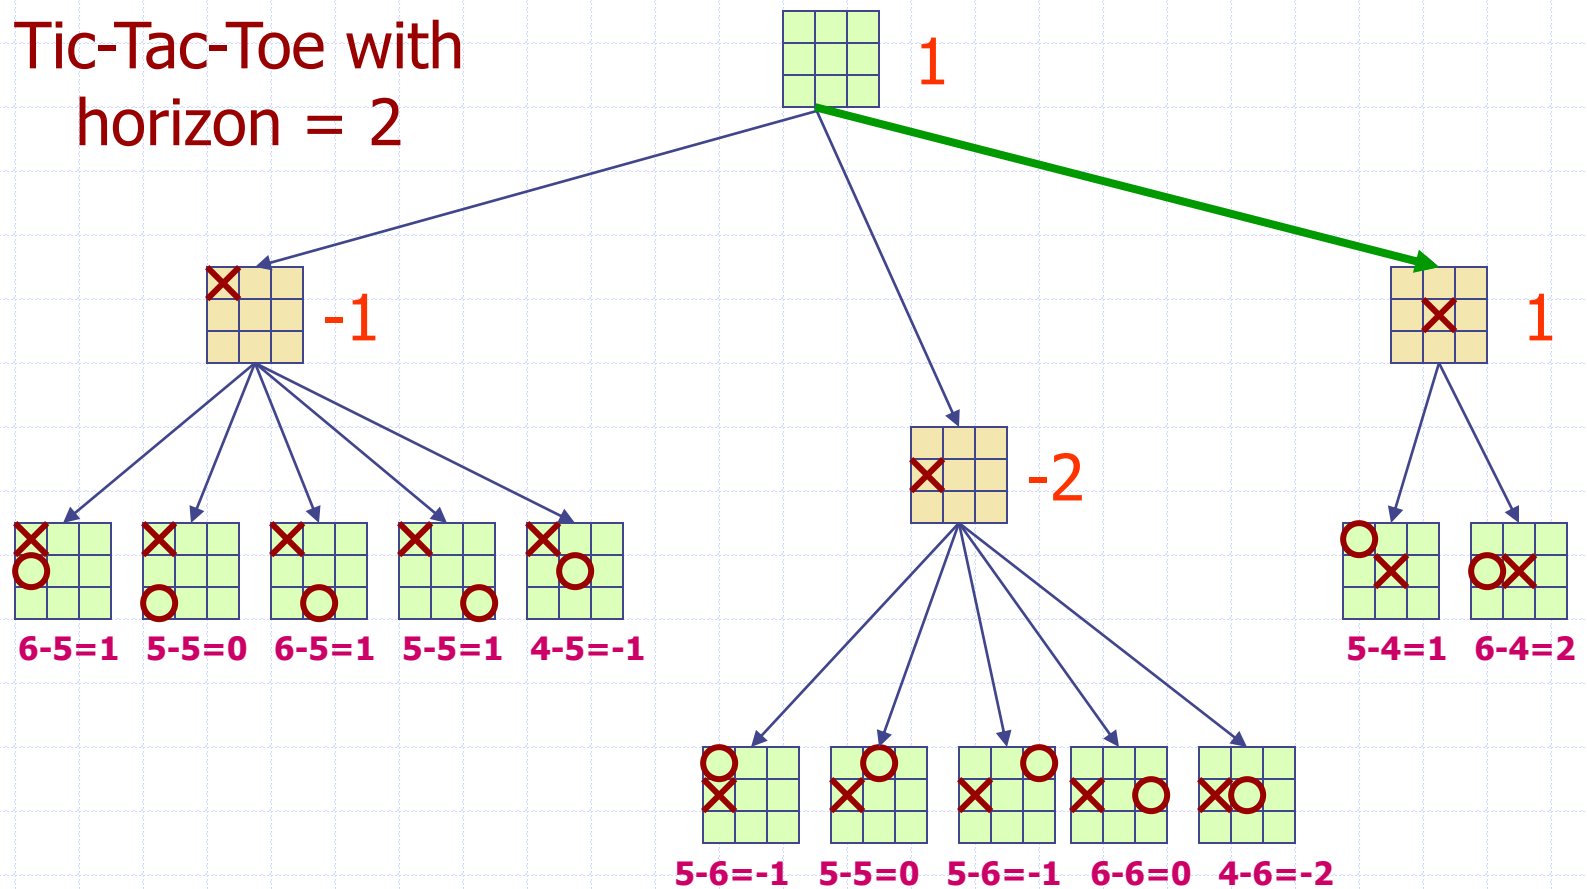 Tic-Tac-Toe with
horizon = 2
1
-1
1
-2
6-5=1 5-5=0 6-5=1 5-5=1 4-5=-1
5-4=1 6-4=2
5-6=-1 5-5=0 5-6=-1 6-6=0 4-6=-2